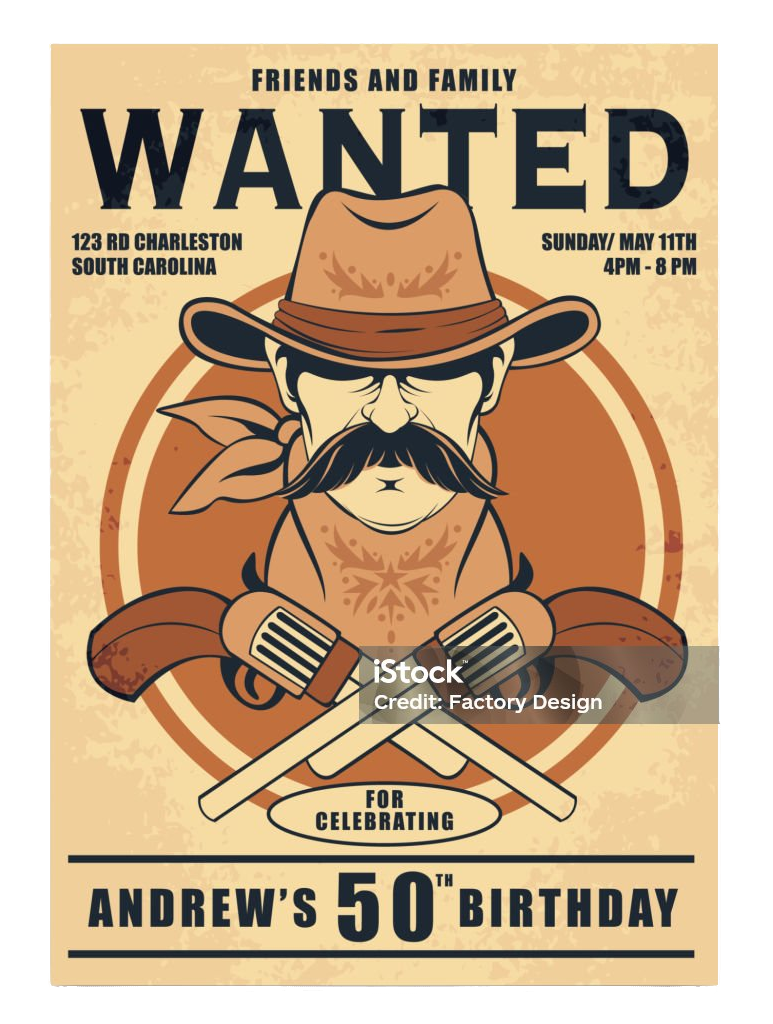 FRIENDS AND FAMILY
WANTED
123 RD CHARLESTON
SOUTH CAROLINA
SUNDAY/ MAY 11TH
4PM - 8 PM
iStock™
Credit: Factory Design
FOR
CELEBRATING
ANDREW’S 50TH BIRTHDAY